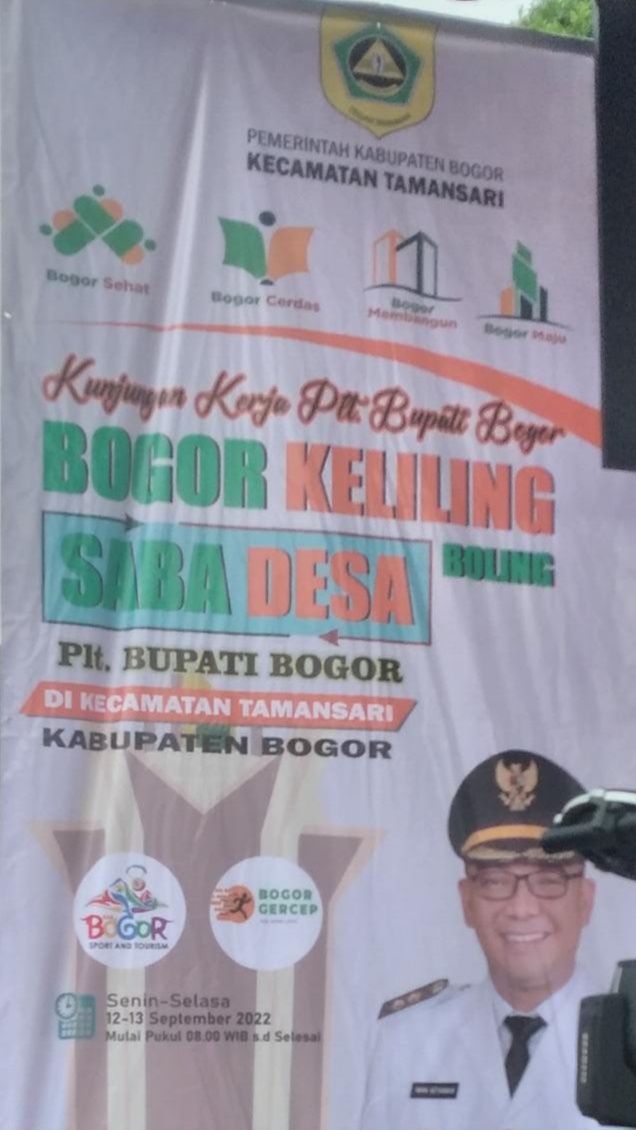 PEMERINTAH KABUPATEN BOGOR
KECAMATAN TAMANSARI
Bogor Sehat
Bogor Cerdas
Bogor Membangun
Bogor Maju
Kunjungan Kerja Plt. Bupati Bogor
BOGOR KELILING
SABA DESA BOLING
Plt. BUPATI BOGOR
DI KECAMATAN TAMANSARI
KABUPATEN BOGOR
BOGOR
SPORT AND TOURISM
BOGOR
GERCEP
Senin-Selasa
12-13 September 2022
Mulai Pukul 08.00 WIB s.d Selesai